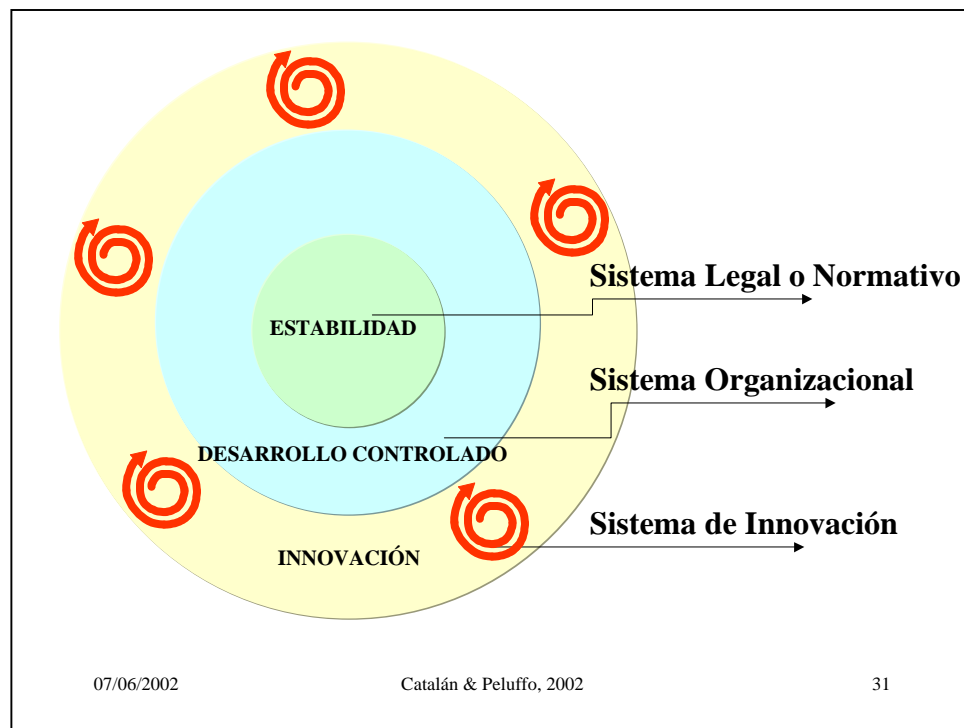 Sistema Legal o Normativo
ESTABILIDAD
Sistema Organizacional
DESARROLLO CONTROLADO
Sistema de Innovación
INNOVACIÓN
07/06/2002 Catalán & Peluffo, 2002 31